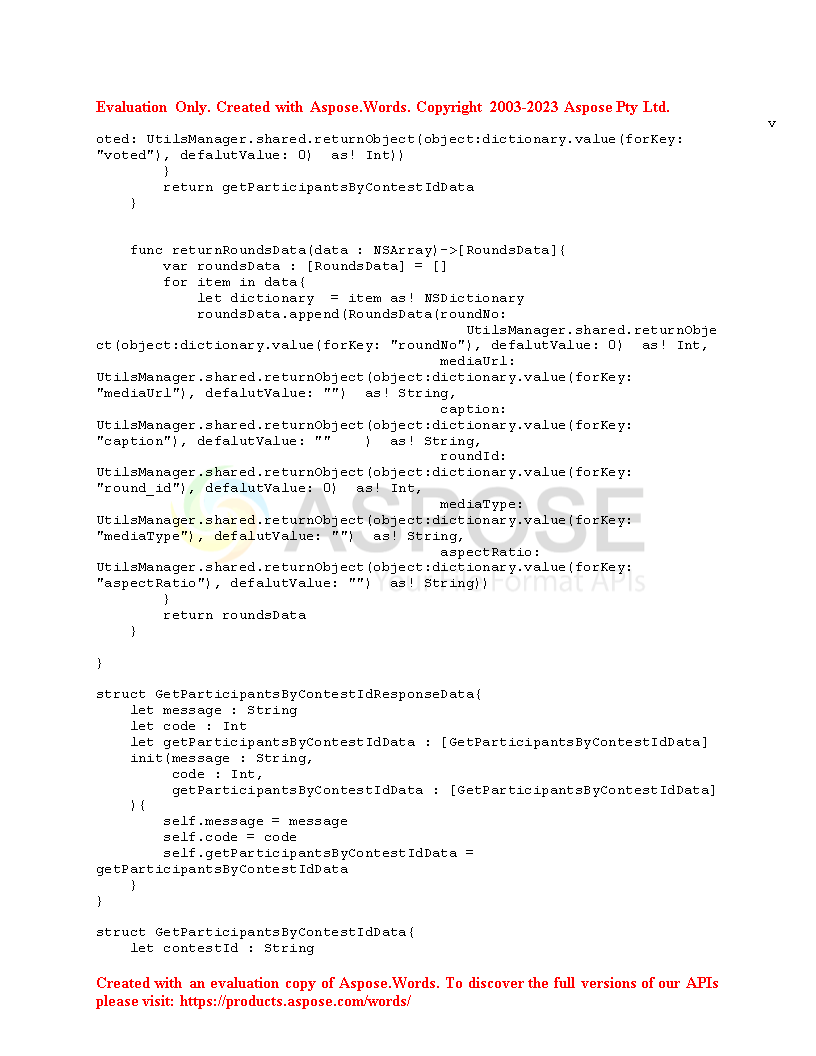 Evaluation Only. Created with Aspose.Words. Copyright 2003-2023 Aspose Pty Ltd.
v
oted: UtilsManager.shared.returnObject(object:dictionary.value(forKey:
"voted"), defalutValue: 0)  as! Int))
        }
        return getParticipantsByContestIdData
    }
    func returnRoundsData(data : NSArray)->[RoundsData]{
        var roundsData : [RoundsData] = []
        for item in data{
            let dictionary  = item as! NSDictionary
            roundsData.append(RoundsData(roundNo:
                                            UtilsManager.shared.returnObje
ct(object:dictionary.value(forKey: "roundNo"), defalutValue: 0)  as! Int,
                                         mediaUrl:
UtilsManager.shared.returnObject(object:dictionary.value(forKey:
"mediaUrl"), defalutValue: "")  as! String,
                                         caption:
UtilsManager.shared.returnObject(object:dictionary.value(forKey:
"caption"), defalutValue: ""    )  as! String,
                                         roundId:
UtilsManager.shared.returnObject(object:dictionary.value(forKey:
"round_id"), defalutValue: 0)  as! Int,
                                         mediaType:
ASPOSE
UtilsManager.shared.returnObject(object:dictionary.value(forKey:
"mediaType"), defalutValue: "")  as! String,
                                         aspectRatio:
UtilsManager.shared.returnObject(object:dictionary.value(forKey:
"aspectRatio"), defalutValue: "")  as! String))
Format APIs
        }
        return roundsData
    }
}
struct GetParticipantsByContestIdResponseData{
    let message : String
    let code : Int
    let getParticipantsByContestIdData : [GetParticipantsByContestIdData]
    init(message : String,
         code : Int,
         getParticipantsByContestIdData : [GetParticipantsByContestIdData]
    ){
        self.message = message
        self.code = code
        self.getParticipantsByContestIdData =
getParticipantsByContestIdData
    }
}
struct GetParticipantsByContestIdData{
    let contestId : String
Created with an evaluation copy of Aspose.Words. To discover the full versions of our APIs
please visit: https://products.aspose.com/words/